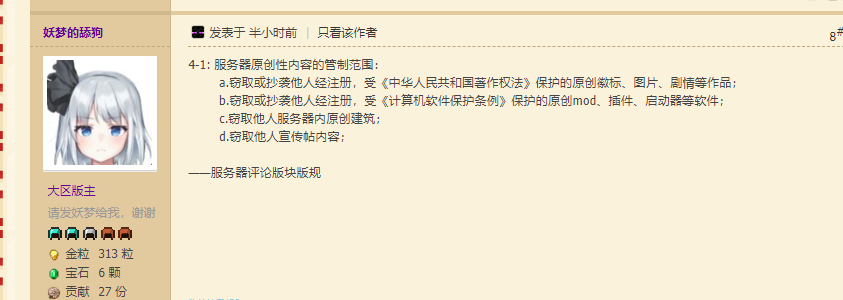 妖梦的舔狗
发表于 半小时前 | 只看该作者
8#
4-1: 服务器原创性内容的管制范围：
a.窃取或抄袭他人经注册，受《中华人民共和国著作权法》保护的原创徽标、图片、剧情等作品；
b.窃取或抄袭他人经注册，受《计算机软件保护条例》保护的原创mod、插件、启动器等软件；
c.窃取他人服务器内原创建筑；
d.窃取他人宣传帖内容；
——服务器评论版块版规
大区版主
请发妖梦给我，谢谢
金粒 313 粒
宝石 6 颗
贡献 27 份